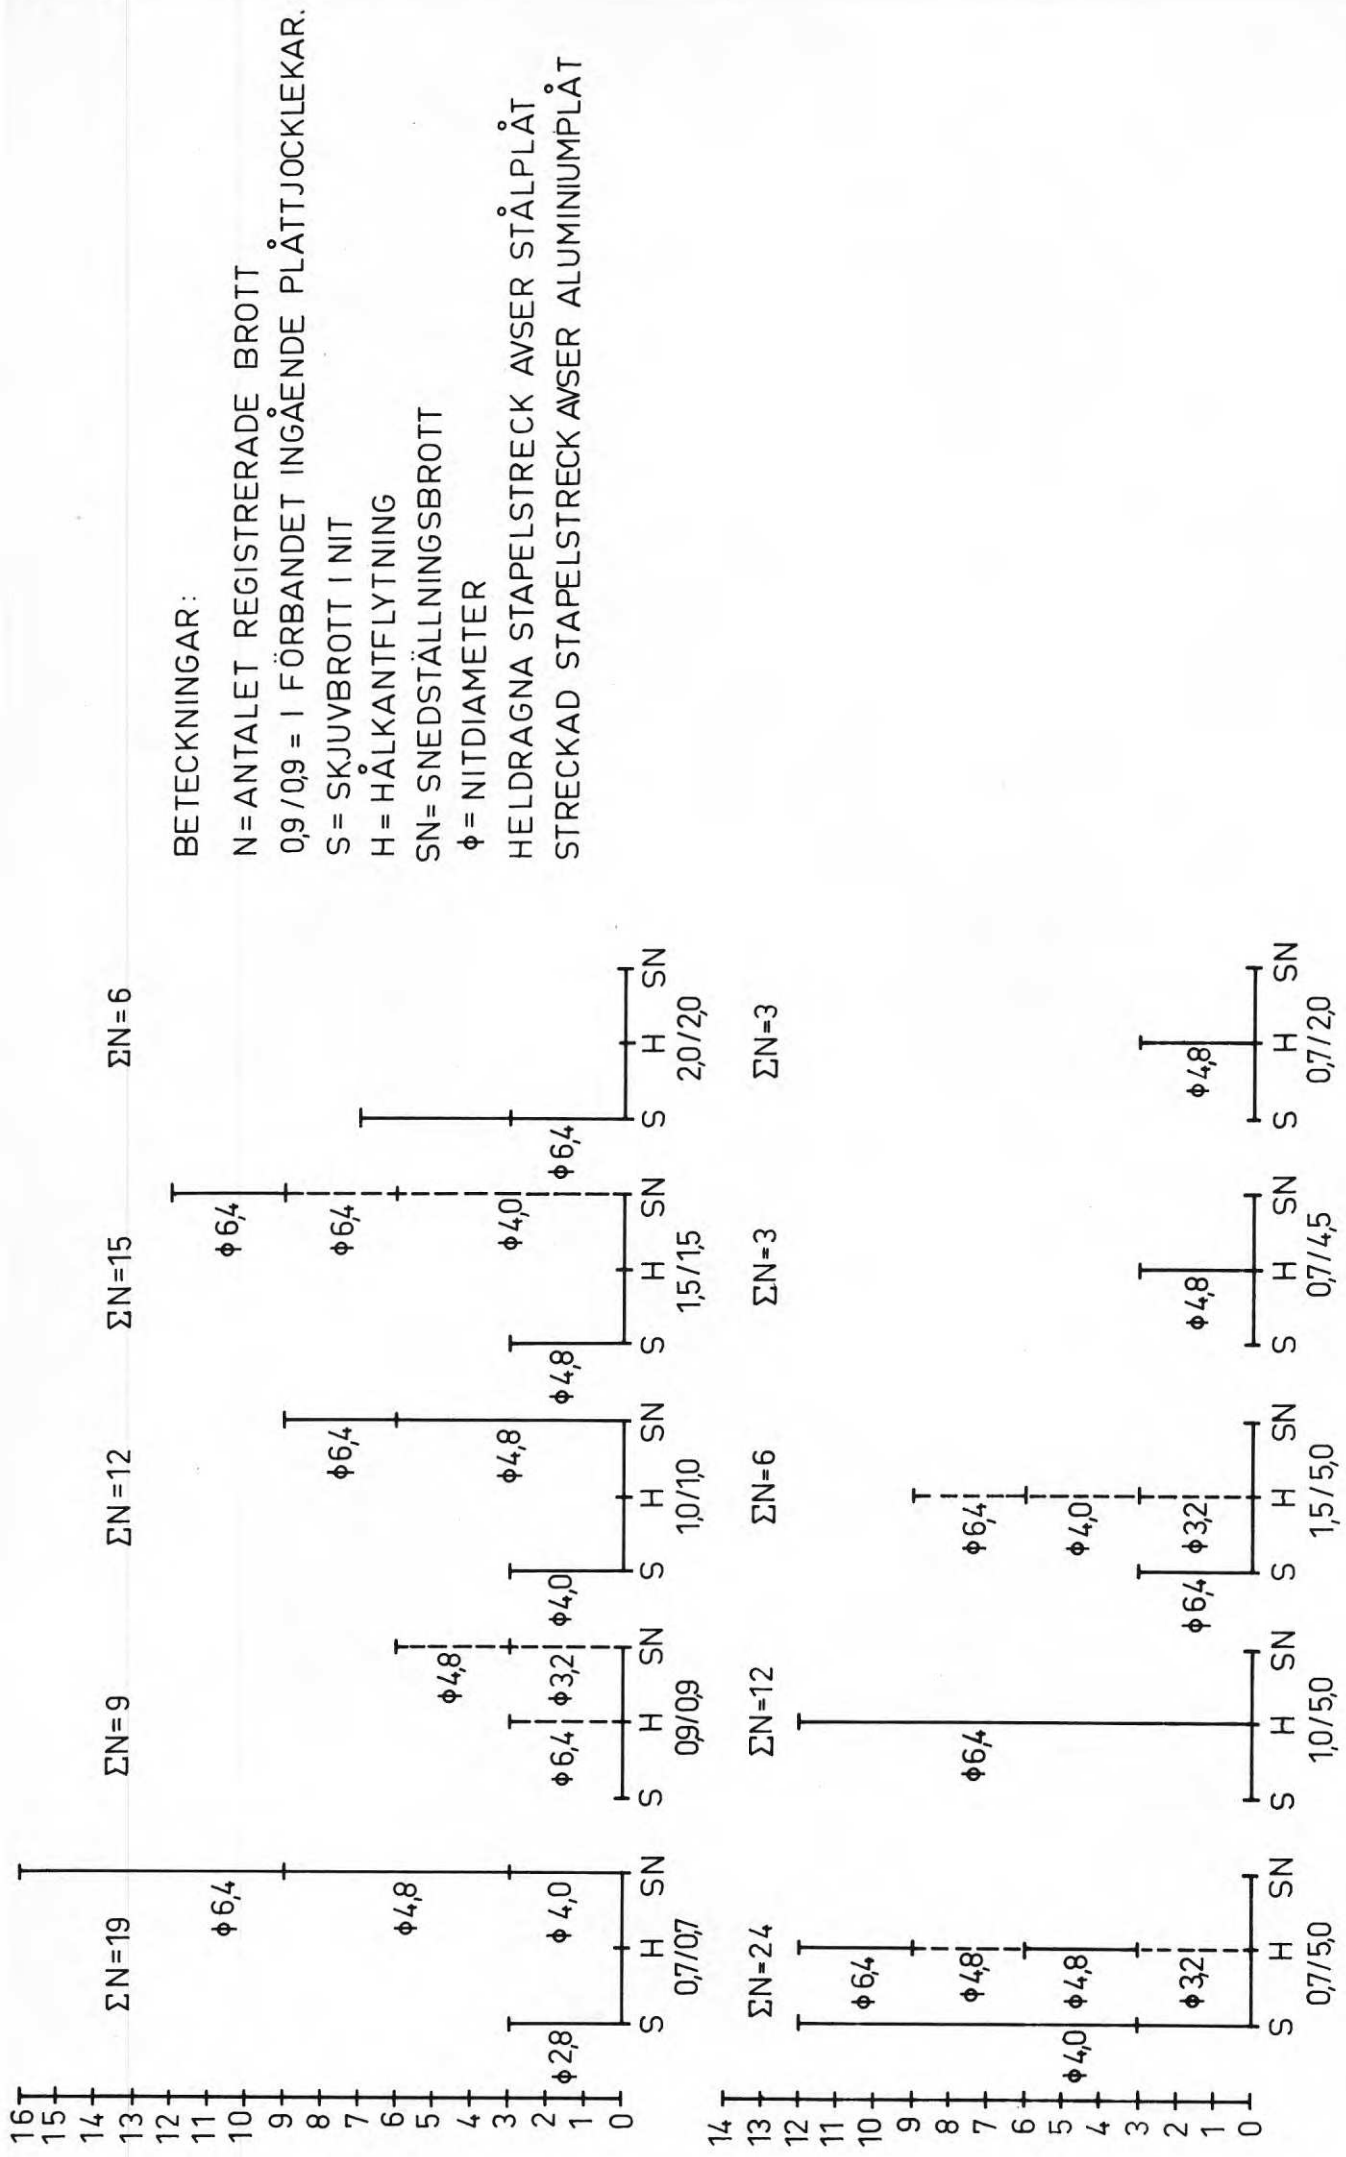 ΣN=19
ΣN=9
ΣN=12
ΣN=15
ΣN=6
16
15
14
13
12
11
10
9
8
7
6
5
4
3
2
1
0
ϕ2,8
ϕ6,4
ϕ4,8
ϕ4,0
S H SN
0,7/0,7
ϕ6,4
ϕ4,8
ϕ3,2
S H SN
0,9/0,9
ϕ4,0
ϕ6,4
ϕ4,8
S H SN
1,0/1,0
ϕ4,8
ϕ6,4
ϕ6,4
ϕ4,0
S H SN
1,5/1,5
ϕ6,4
S H SN
2,0/2,0
BETECKNINGAR:
N=ANTALET REGISTRERADE BROTT
0,9/0,9 = I FÖRBANDET INGÅENDE PLÅTTJOCKLEKAR.
S = SKJUVBROTT I NIT
H = HÅLKANTFLYTNING
SN= SNEDSTÄLLNINGSBROTT
ϕ = NITDIAMETER
HELDRAGNA STAPELSTRECK AVSER STÅLPLÅT
STRECKAD STAPELSTRECK AVSER ALUMINIUMPLÅT
ΣN=24
ΣN=12
ΣN=6
ΣN=3
ΣN=3
14
13
12
11
10
9
8
7
6
5
4
3
2
1
0
ϕ4,0
ϕ6,4
ϕ4,8
ϕ4,8
ϕ3,2
S H SN
0,7/5,0
ϕ6,4
S H SN
1,0/5,0
ϕ6,4
ϕ6,4
ϕ4,0
ϕ3,2
S H SN
1,5/5,0
ϕ4,8
S H SN
0,7/4,5
ϕ4,8
S H SN
0,7/2,0